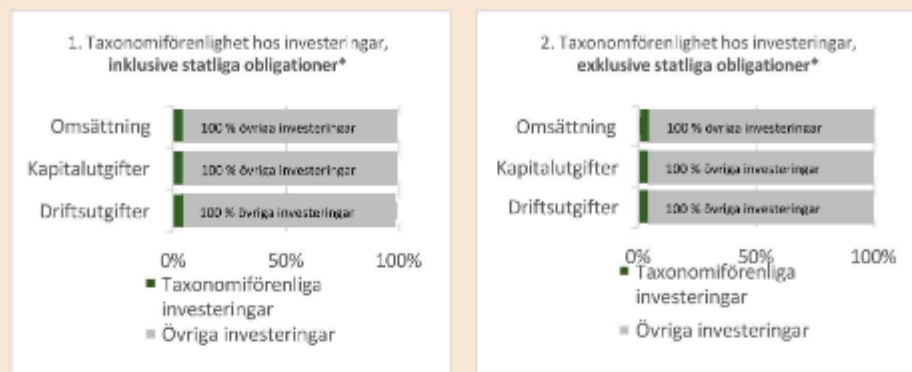 1. Taxonomiförenlighet hos investeringar,
inklusive statliga obligationer*
Omsättning
100 % övriga investeringar
Kapitalutgifter
100 % övriga investeringar
Driftsutgifter
100 % övriga investeringar
0% 50% 100%
Taxonomiförenliga
investeringar
Övriga investeringar
2. Taxonomförenlighet hos investeringar,
exklusive statliga obligationer*
Omsättning
100 % övriga investeringar
Kapitalutgifter
100 % övriga investeringar
Driftsutgifter
100 % övriga investeringar
0% 50% 100%
Taxonomiförenliga
investeringar
Övriga investeringar